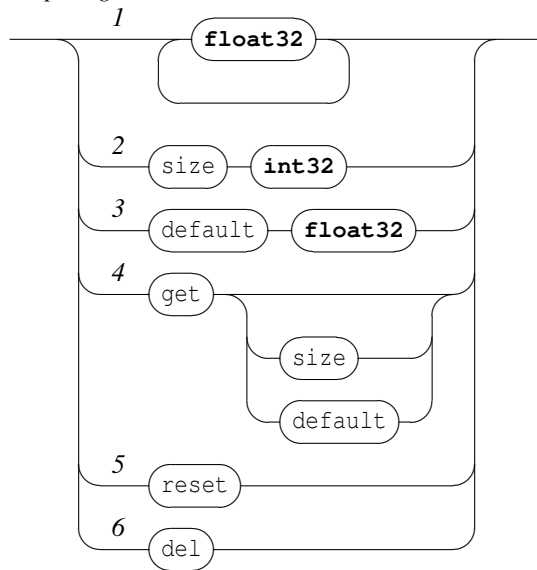 1
float32
2
size int32
3
default float32
4
get
size
default
5
reset
6
del